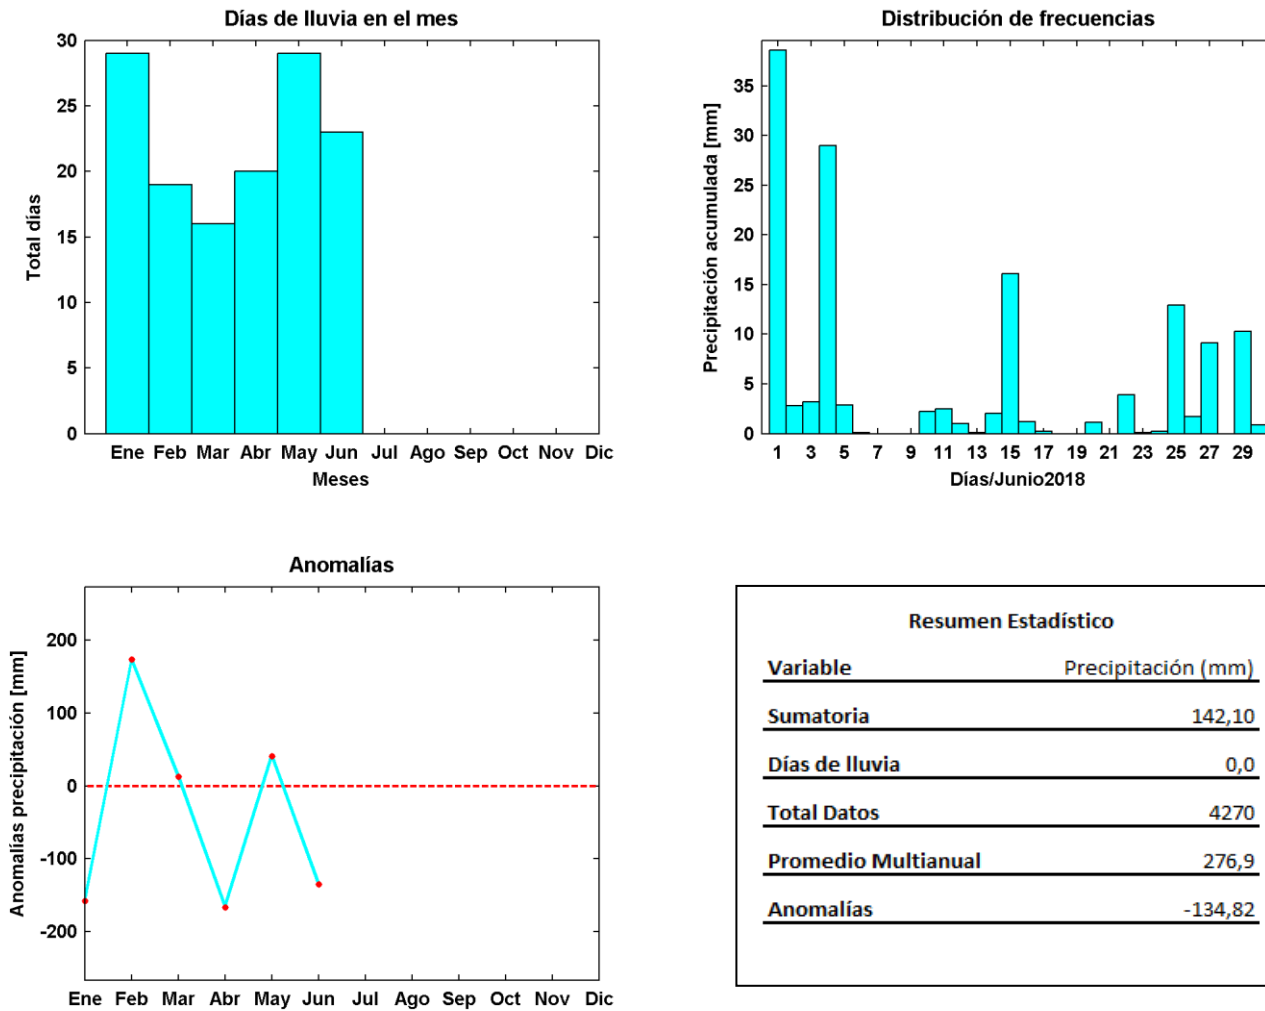 Días de lluvia en el mes
30
25
20
15
10
5
0
Total días
Ene Feb Mar Abr May Jun Jul Ago Sep Oct Nov Dic
Meses
Distribución de frecuencias
35
30
25
20
15
10
5
0
Precipitación acumulada [mm]
1 3 5 7 9 11 13 15 17 19 21 23 25 27 29
Días/Junio2018
Anomalías
200
100
0
-100
-200
Anomalías precipitación [mm]
Ene Feb Mar Abr May Jun Jul Ago Sep Oct Nov Dic
Resumen Estadístico
Variable Precipitación (mm)
Sumatoria 142,10
Días de lluvia 0,0
Total Datos 4270
Promedio Multianual 276,9
Anomalías -134,82